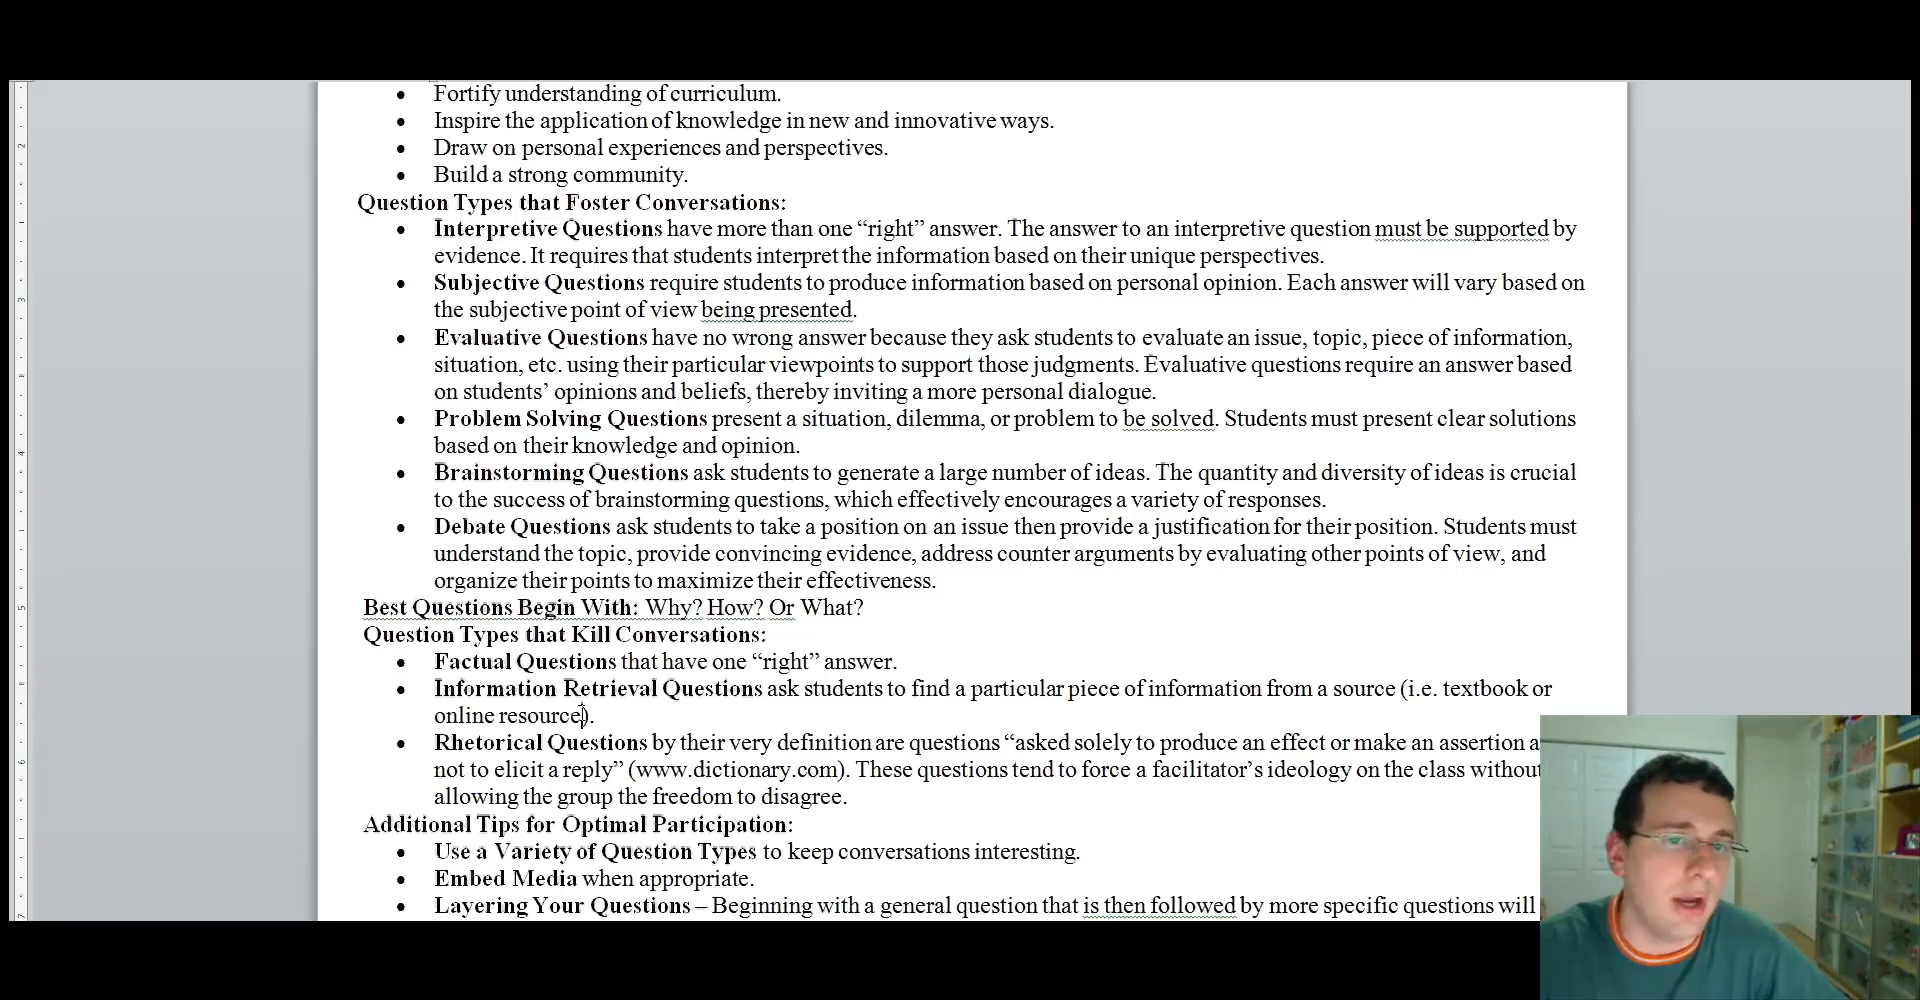 • Fortify understanding of curriculum.
• Inspire the application of knowledge in new and innovative ways.
• Draw on personal experiences and perspectives.
• Build a strong community.
Question Types that Foster Conversations:
• Interpretive Questions have more than one “right” answer. The answer to an interpretive question must be supported by
evidence. It requires that students interpret the information based on their unique perspectives.
• Subjective Questions require students to produce information based on personal opinion. Each answer will vary based on
the subjective point of view being presented.
• Evaluative Questions have no wrong answer because they ask students to evaluate an issue, topic, piece of information,
situation, etc. using their particular viewpoints to support those judgments. Evaluative questions require an answer based
on students’ opinions and beliefs, thereby inviting a more personal dialogue.
• Problem Solving Questions present a situation, dilemma, or problem to be solved. Students must present clear solutions
based on their knowledge and opinion.
• Brainstorming Questions ask students to generate a large number of ideas. The quantity and diversity of ideas is crucial
to the success of brainstorming questions, which effectively encourages a variety of responses.
• Debate Questions ask students to take a position on an issue then provide a justification for their position. Students must
understand the topic, provide convincing evidence, address counter arguments by evaluating other points of view, and
organize their points to maximize their effectiveness.
Best Questions Begin With: Why? How? Or What?
Question Types that Kill Conversations:
• Factual Questions that have one “right” answer.
• Information Retrieval Questions ask students to find a particular piece of information from a source (i.e. textbook or
online resource).
• Rhetorical Questions by their very definition are questions “asked solely to produce an effect or make an assertion
not to elicit a reply” (www.dictionary.com). These questions tend to force a facilitator’s ideology on the class without
allowing the group the freedom to disagree.
Additional Tips for Optimal Participation:
• Use a Variety of Question Types to keep conversations interesting.
• Embed Media when appropriate.
• Layering Your Questions – Beginning with a general question that is then followed by more specific questions will